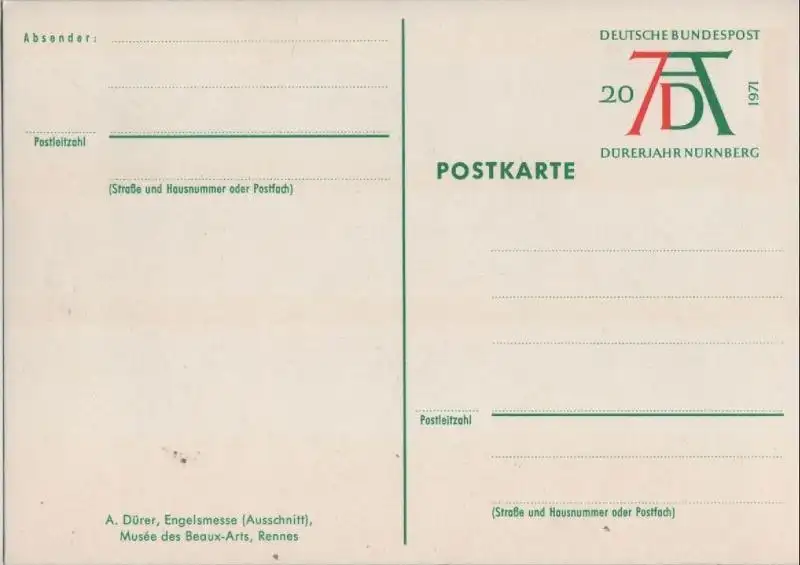 Absender:
Postleitzahl
(Straße und Hausnummer oder Postfach)
A. Dürer, Engelsmesse (Ausschnitt),
Musée des Beaux-Arts, Rennes
DEUTSCHE BUNDESPOST
20 AD 1971
DÜRERJAHR NÜRNBERG
POSTKARTE
Postleitzahl
(Straße und Hausnummer oder Postfach)